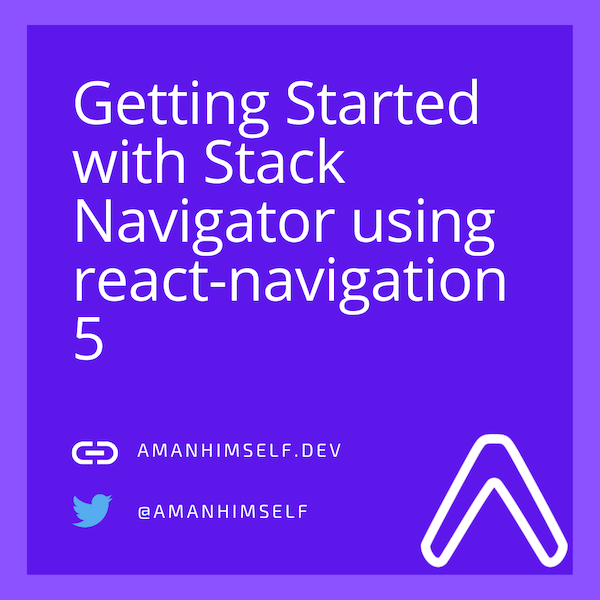 Getting Started
with Stack
Navigator using
react-navigation
5
AMANHIMSELF.DEV
@AMANHIMSELF